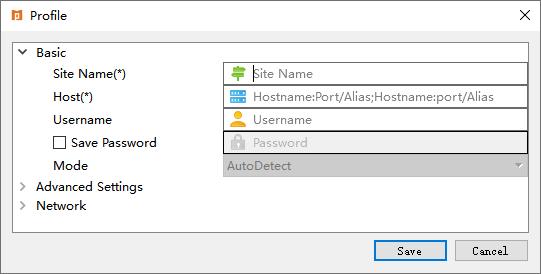 Profile
Basic
Site Name(*) Site Name
Host(*) Hostname:Port/Alias;Hostname:port/Alias
Username Username
Save Password Password
Mode AutoDetect
Advanced Settings
Network
Save Cancel